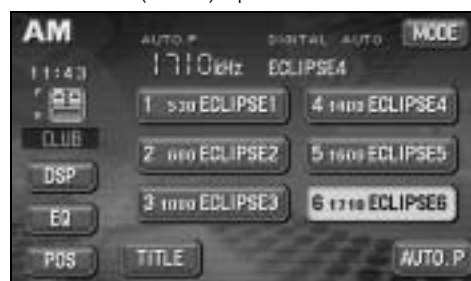 AM AUTO.P DIGITAL AUTO MODE
11:43 1710kHz ECLIPSE4
1 530 ECLIPSE1 4 1400 ECLIPSE4
CLUB
2 600 ECLIPSE2 5 1600 ECLIPSE5
DSP
3 1000 ECLIPSE3 6 1710 ECLIPSE6
EQ
POS TITLE AUTO.P